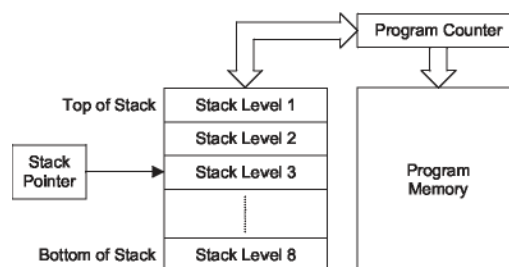 Program Counter
Top of Stack
Stack Level 1
Stack Level 2
Stack Pointer
Stack Level 3
Program Memory
Bottom of Stack
Stack Level 8